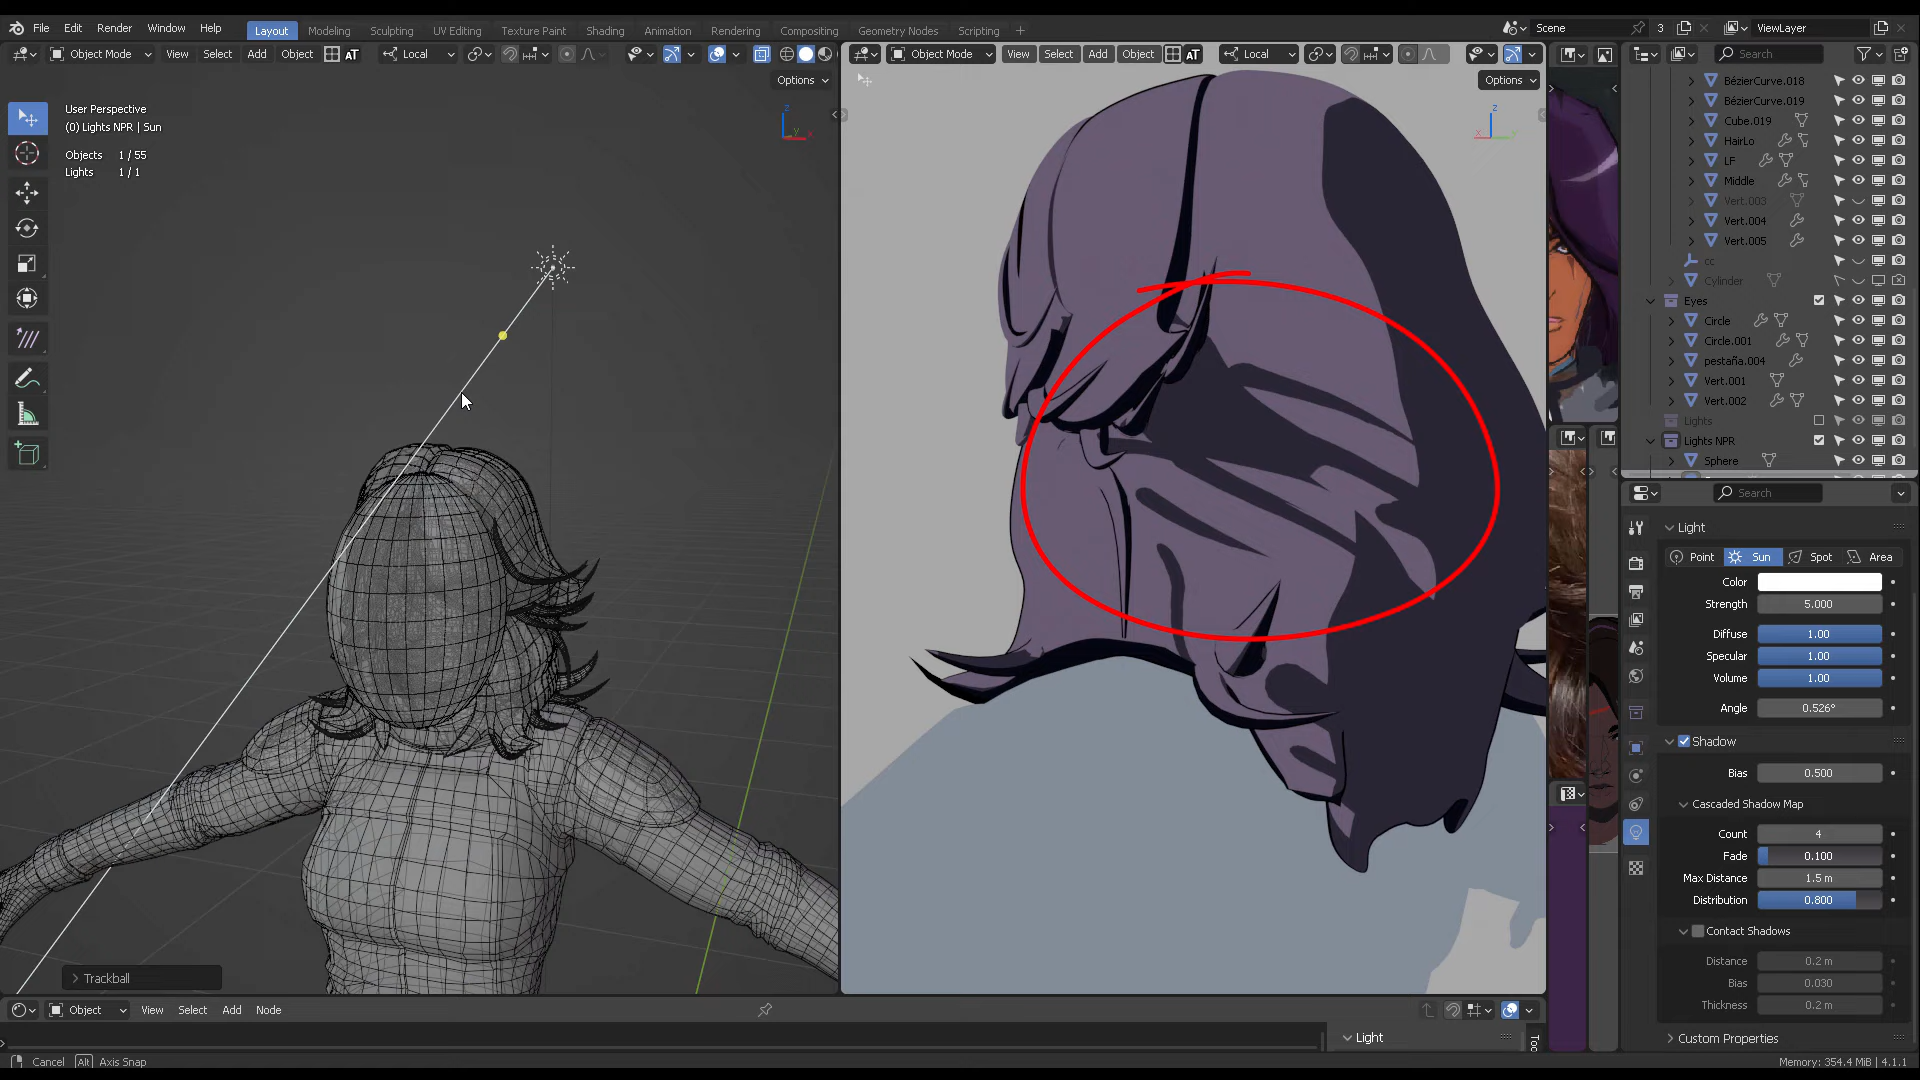 File Edit Render Window Help Layout Modeling Sculpting UV Editing Texture Paint Shading Animation Rendering Compositing Geometry Nodes Scripting + Scene 3 ViewLayer
Object Mode View Select Add Object AT Local Object Mode View Select Add Object AT Local Search
Options Options
User Perspective
(0) Lights NPR | Sun
Objects 1 / 55
Lights 1 / 1
z
x
y
z
x
BézierCurve.018
BézierCurve.019
Cube.019
HairLo
LF
Middle
Vert.003
Vert.004
Vert.005
cc
Cylinder
Eyes
Circle
Circle.001
pestaña.004
Vert.001
Vert.002
Lights
Lights NPR
Sphere
Search
Light
Point Sun Spot Area
Color
Strength 5.000
Diffuse 1.00
Specular 1.00
Volume 1.00
Angle 0.526°
Shadow
Bias 0.500
Cascaded Shadow Map
Count 4
Fade 0.100
Max Distance 1.5 m
Distribution 0.800
Contact Shadows
Distance 0.2 m
Bias 0.030
Thickness 0.2 m
Custom Properties
Trackball
Object View Select Add Node
Light
Cancel Alt Axis Snap
Memory: 354.4 MiB | 4.1.1